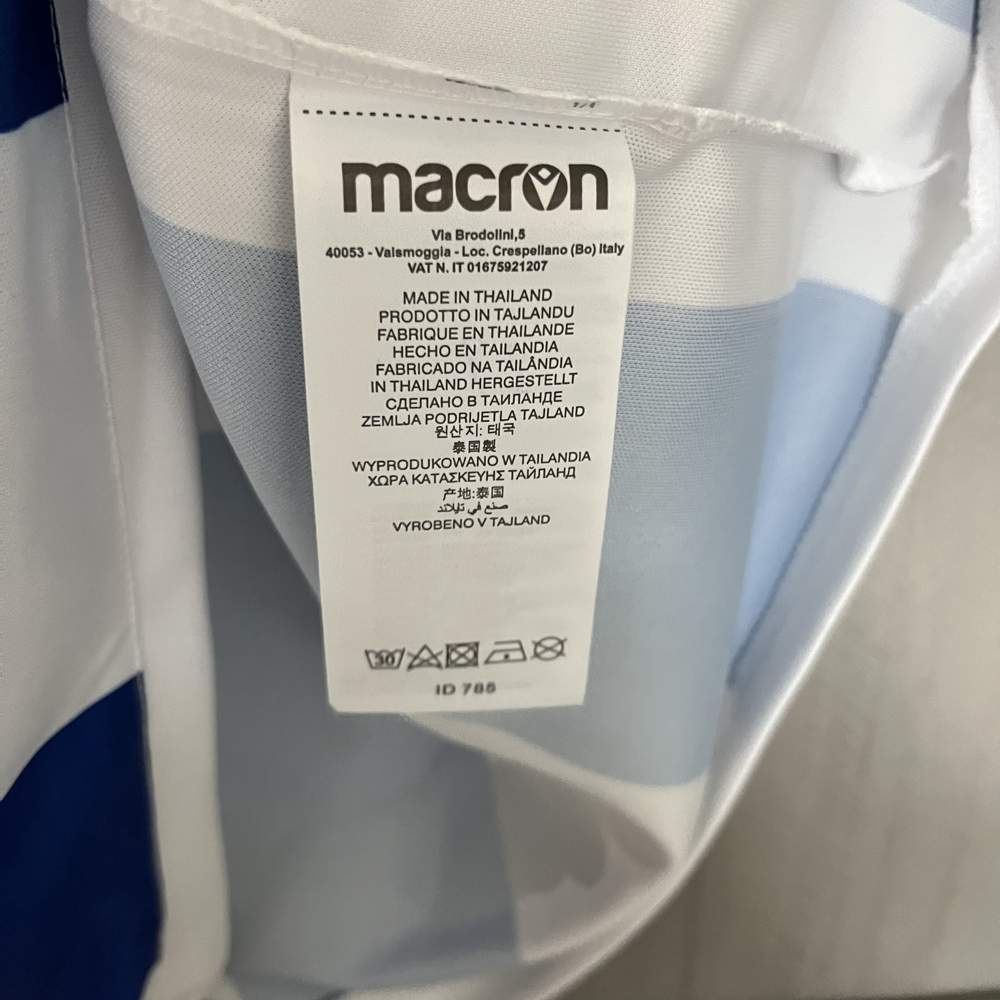 macron
Via Brodolini,5
40053 - Valsmoggia - Loc. Crespellano (Bo) Italy
VAT N. IT 01675921207
MADE IN THAILAND
PRODOTTO IN TAJLANDU
FABRIQUE EN THAILANDE
HECHO EN TAILANDIA
FABRICADO NA TAILÂNDIA
IN THAILAND HERGESTELLT
СДЕЛАНО В ТАИЛАНДЕ
ZEMLJA PODRIJETLA TAJLAND
원산지: 태국
泰国製
WYPRODUKOWANO W TAILANDIA
ΧΩΡΑ ΚΑΤΑΣΚΕΥΗΣ ΤΑЙΛΑΗД
产地:泰国
صنع في تايلاند
VYROBENO V TAJLAND
30
ID 786